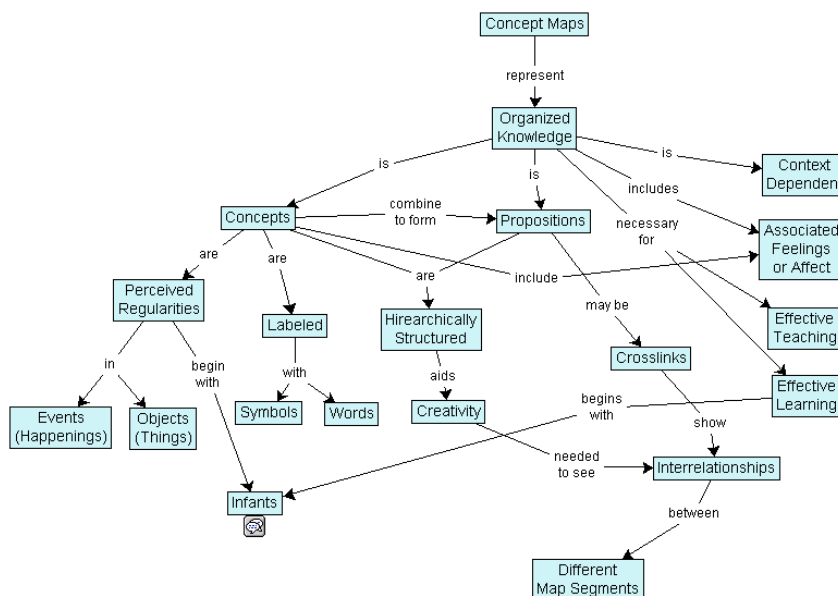 Concept Maps
represent
Organized
Knowledge
is
is
is
Context
Dependent
includes
combine
to form
Concepts
Propositions
necessary
for
Associated
Feelings
or Affect
are
are
are
include
Perceived
Regularities
Labeled
Hirearchically
Structured
may be
Effective
Teaching
in
begin
with
with
aids
Crosslinks
Effective
Learning
Events
(Happenings)
Objects
(Things)
Symbols
Words
Creativity
begins
with
show
needed
to see
Interrelationships
Infants
between
Different
Map Segments